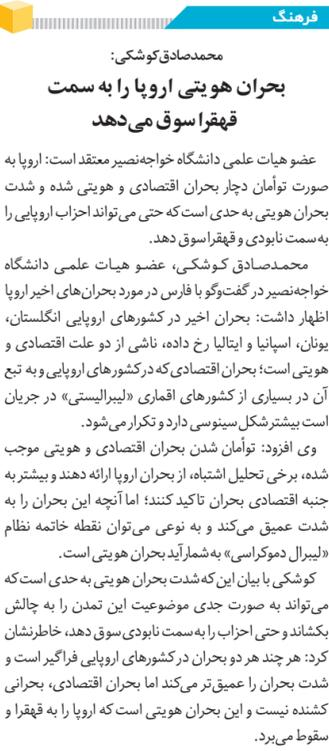 فرهنگ
محمدصادق کوشکی:
بحران هویتی اروپا را به سمت
قهقرا سوق می‌دهد
عضو هیات علمی دانشگاه خواجه‌نصیر معتقد است: اروپا به
صورت توأمان دچار بحران اقتصادی و هویتی شده و شدت
بحران هویتی به حدی است که حتی می‌تواند احزاب اروپایی را
به سمت نابودی و قهقرا سوق دهد.
محمدصادق کوشکی، عضو هیات علمی دانشگاه
خواجه‌نصیر در گفت‌وگو با فارس در مورد بحران‌های اخیر اروپا
اظهار داشت: بحران اخیر در کشورهای اروپایی انگلستان،
یونان، اسپانیا و ایتالیا رخ داده، ناشی از دو علت اقتصادی و
هویتی است؛ بحران اقتصادی که در کشورهای اروپایی و به تبع
آن در بسیاری از کشورهای اقماری «لیبرالیستی» در جریان
است بیشتر شکل سینوسی دارد و تکرار می‌شود.
وی افزود: توأمان شدن بحران اقتصادی و هویتی موجب
شده، برخی تحلیل اشتباه، از بحران اروپا ارائه دهند و بیشتر به
جنبه اقتصادی بحران تاکید کنند؛ اما آنچه این بحران را به
شدت عمیق می‌کند و به نوعی می‌توان نقطه خاتمه نظام
«لیبرال دموکراسی» به‌شمار آید بحران هویتی است.
کوشکی با بیان این که شدت بحران هویتی به حدی است که
می‌تواند به صورت جدی موضوعیت این تمدن را به چالش
بکشاند و حتی احزاب را به سمت نابودی سوق دهد، خاطرنشان
کرد: هر چند هر دو بحران در کشورهای اروپایی فراگیر است و
شدت بحران را عمیق‌تر می‌کند اما بحران اقتصادی، بحرانی
کشنده نیست و این بحران هویتی است که اروپا را به قهقرا و
سقوط می‌برد.